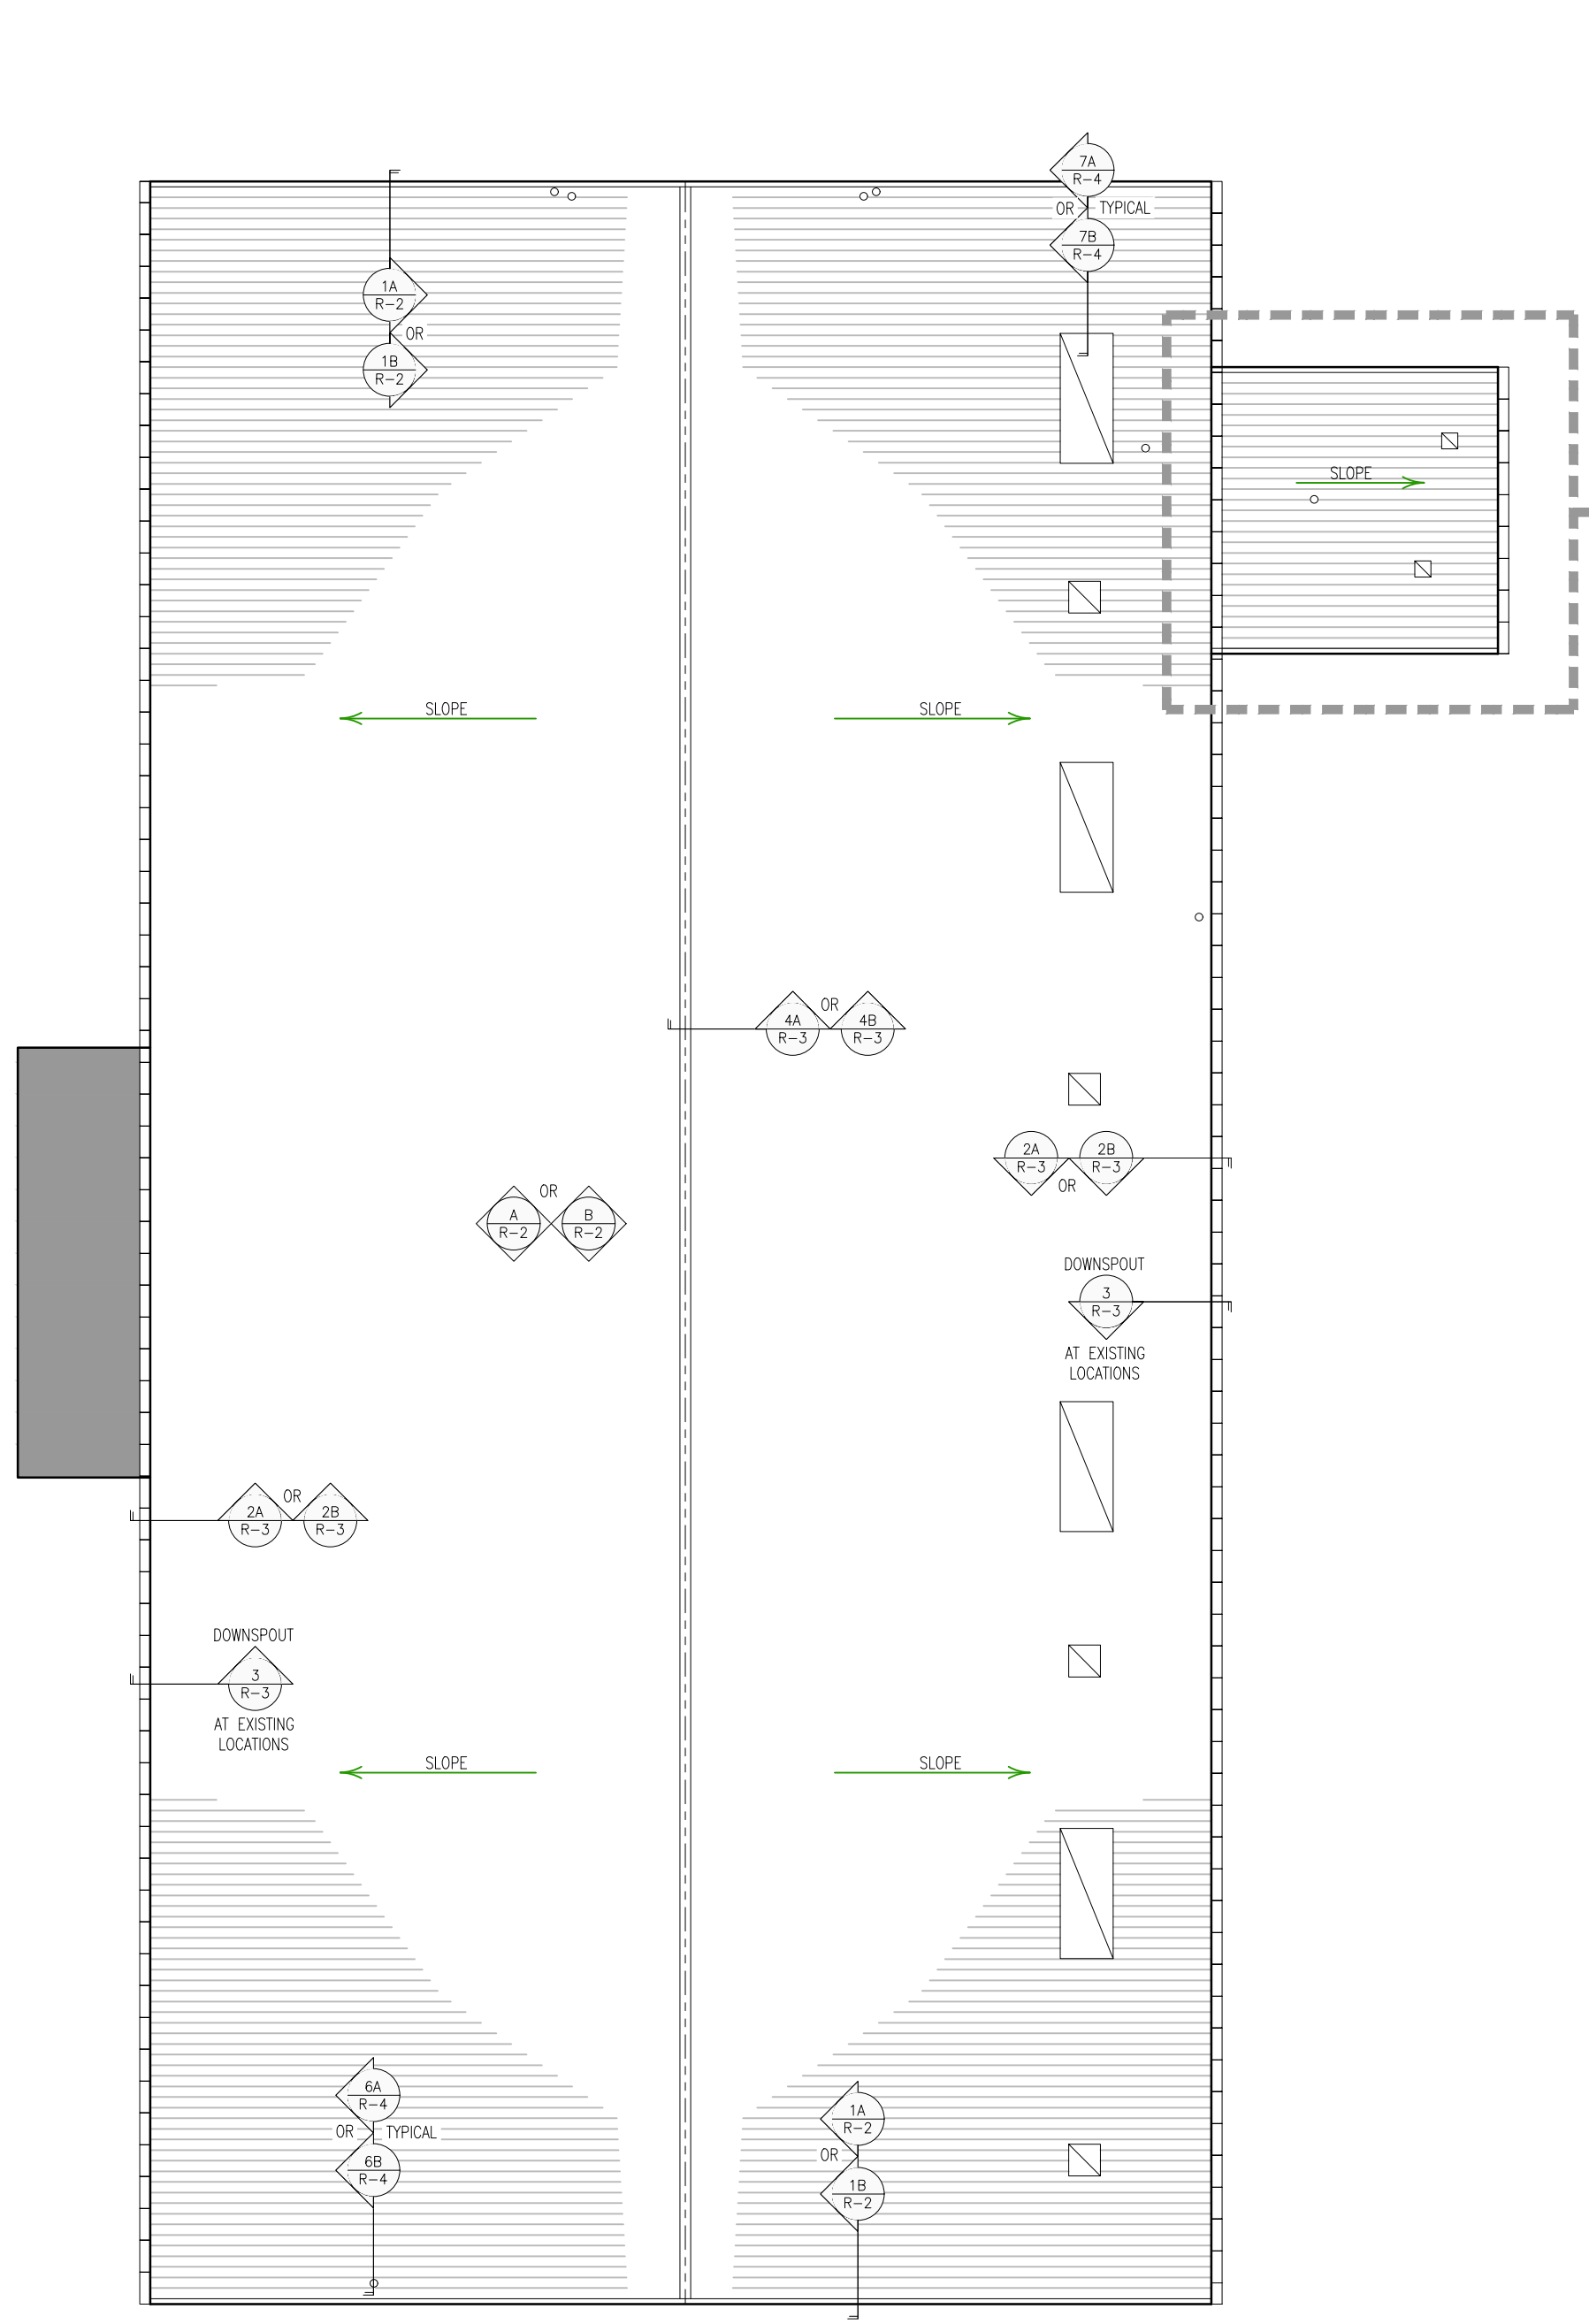 7A
R-4
OR TYPICAL
7B
R-4
1A
R-2
OR
1B
R-2
SLOPE
SLOPE
SLOPE
OR
4A
R-3
4B
R-3
2A
R-3
2B
R-3
OR
OR
A
R-2
B
R-2
DOWNSPOUT
3
R-3
AT EXISTING
LOCATIONS
OR
2A
R-3
2B
R-3
DOWNSPOUT
3
R-3
AT EXISTING
LOCATIONS
SLOPE
SLOPE
6A
R-4
OR TYPICAL
6B
R-4
1A
R-2
OR
1B
R-2